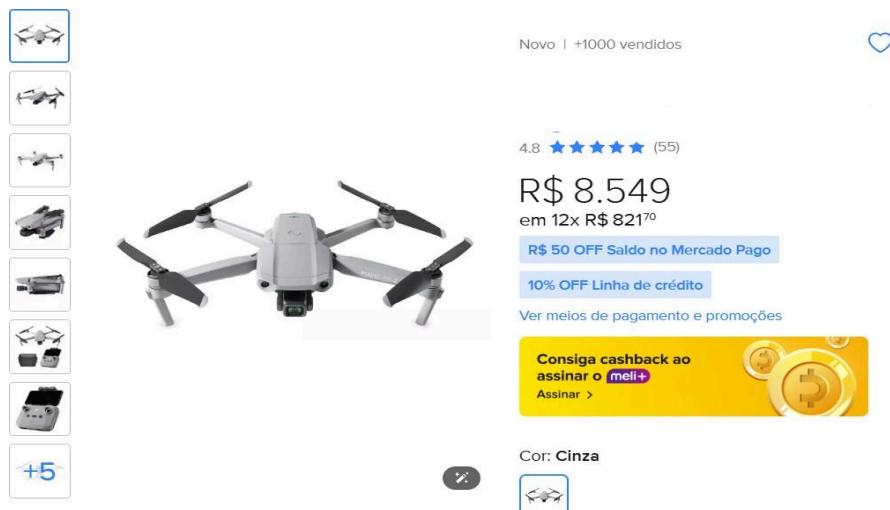 Novo | +1000 vendidos
4.8 ★★★★★ (55)
R$ 8.549
em 12x R$ 821⁷⁰
R$ 50 OFF Saldo no Mercado Pago
10% OFF Linha de crédito
Ver meios de pagamento e promoções
Consiga cashback ao
assinar o meli+
Assinar >
Cor: Cinza
+5